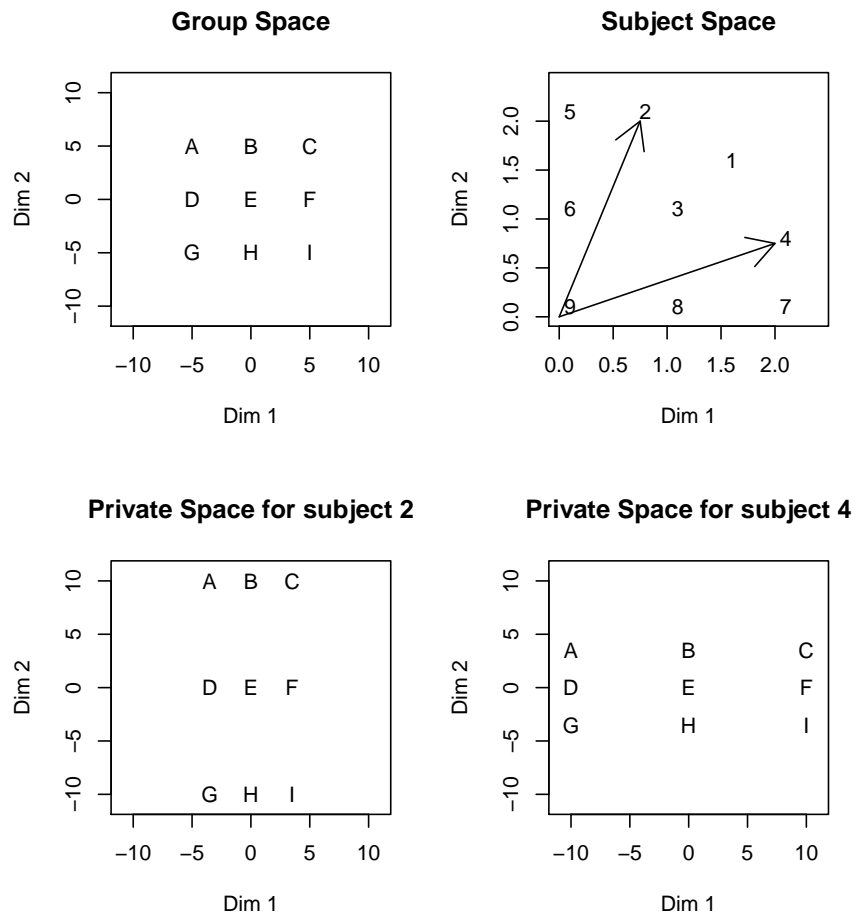 Group Space
Subject Space
10
5
0
−5
−10
Dim 2
A B C
D E F
G H I
−10 −5 0 5 10
Dim 1
2.0
1.5
1.0
0.5
0.0
Dim 2
5 2
1
6 3
4
9 8 7
0.0 0.5 1.0 1.5 2.0
Dim 1
Private Space for subject 2
Private Space for subject 4
10
5
0
−5
−10
Dim 2
A B C
D E F
G H I
−10 −5 0 5 10
Dim 1
10
5
0
−5
−10
Dim 2
A B C
D E F
G H I
−10 −5 0 5 10
Dim 1